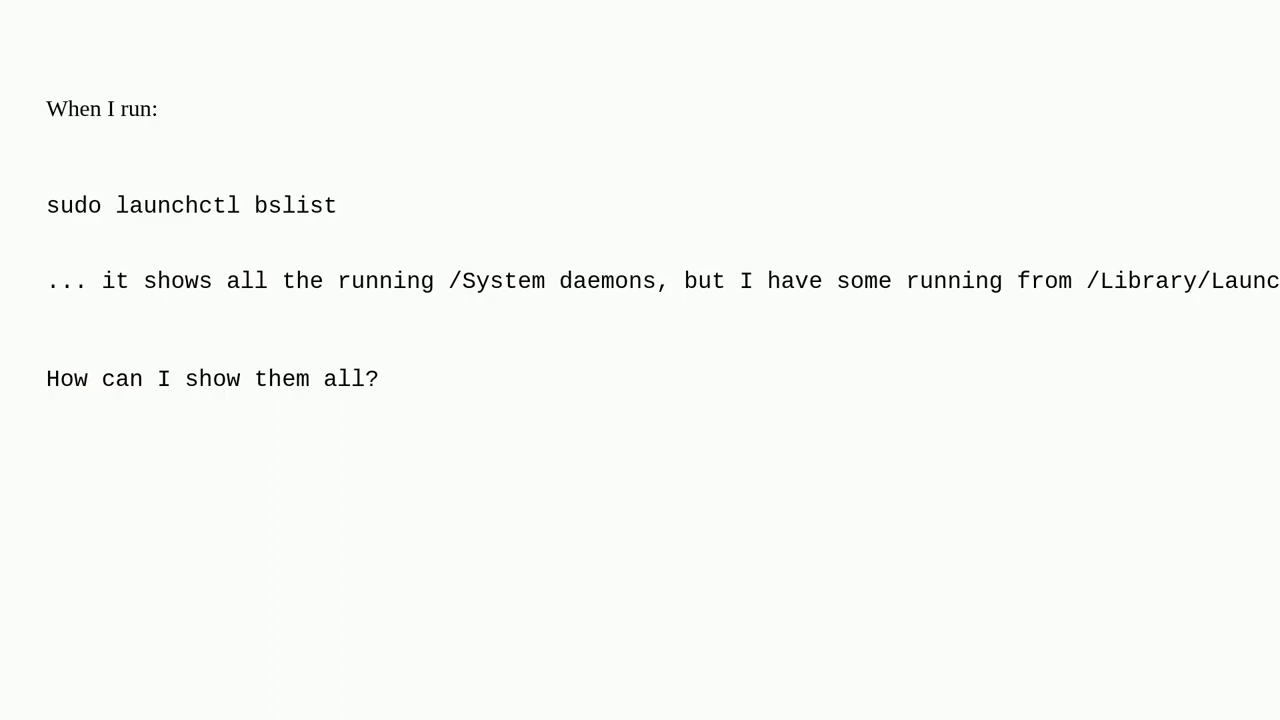 When I run:
sudo launchctl bslist
... it shows all the running /System daemons, but I have some running from /Library/Launc
How can I show them all?